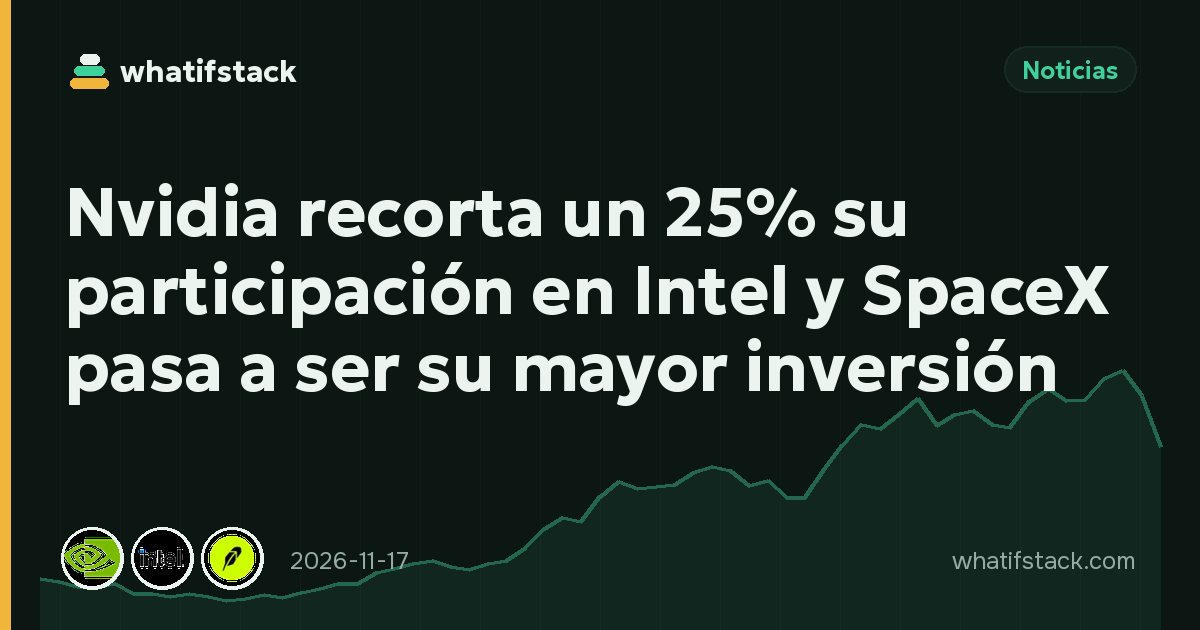 whatifstack
Noticias
Nvidia recorta un 25% su
participación en Intel y SpaceX
pasa a ser su mayor inversión
intel
2026-11-17
whatifstack.com